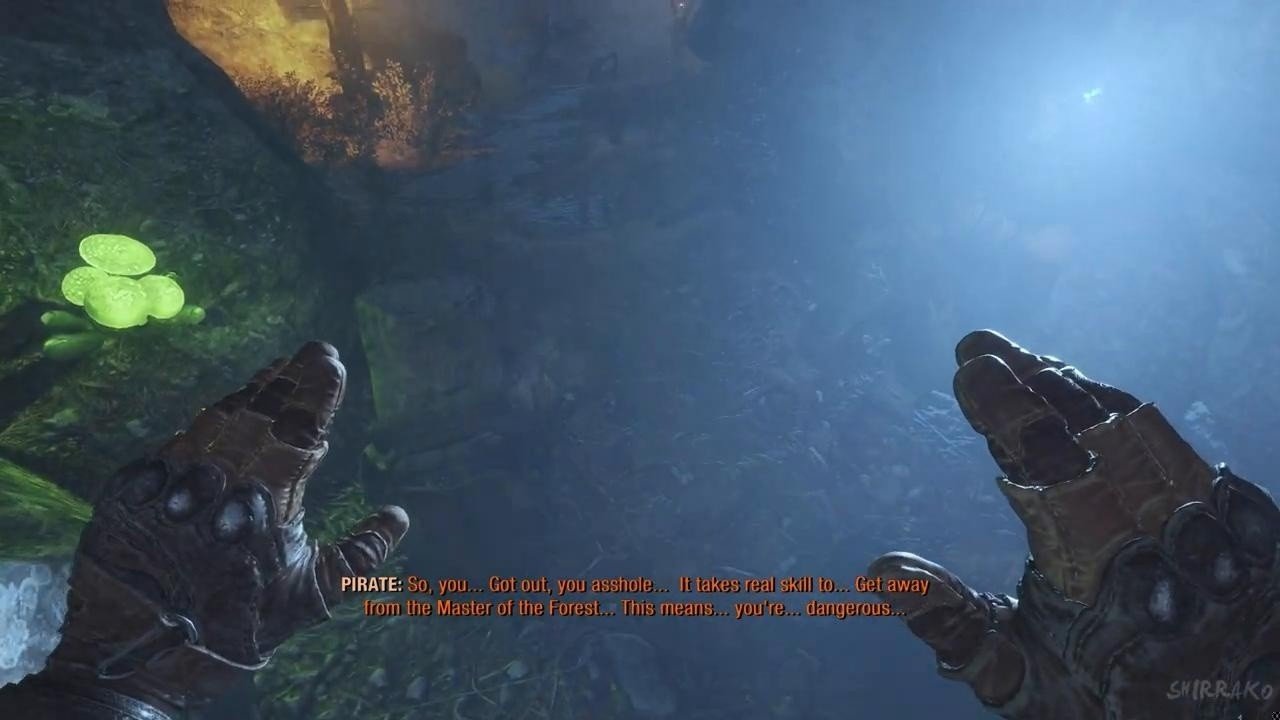 PIRATE: So, you... Got out, you asshole... It takes real skill to... Get away
from the Master of the Forest... This means... you're... dangerous...
SHIRRAKO